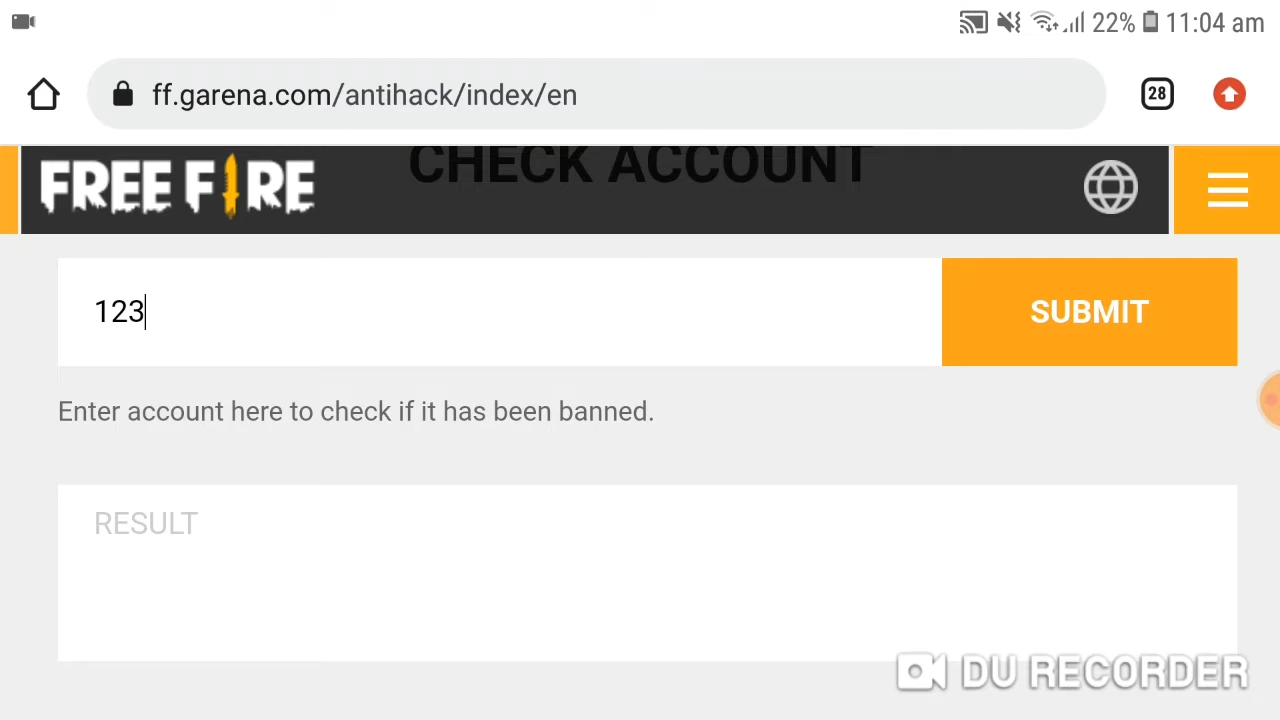 22% 11:04 am
ff.garena.com/antihack/index/en
28
CHECK ACCOUNT
FREE FIRE
123
SUBMIT
Enter account here to check if it has been banned.
RESULT
DU RECORDER